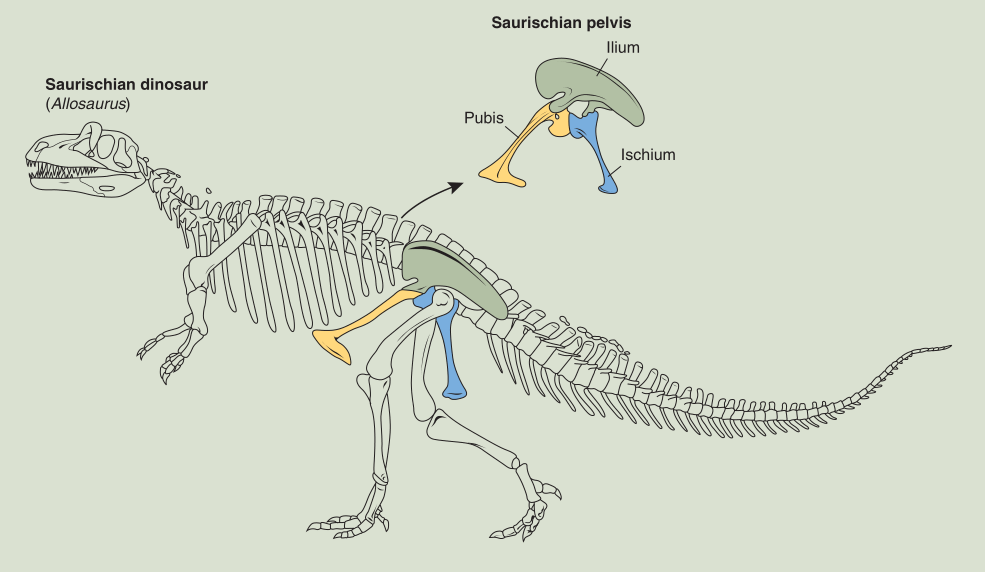 Saurischian pelvis
Ilium
Saurischian dinosaur
(Allosaurus)
Pubis
Ischium